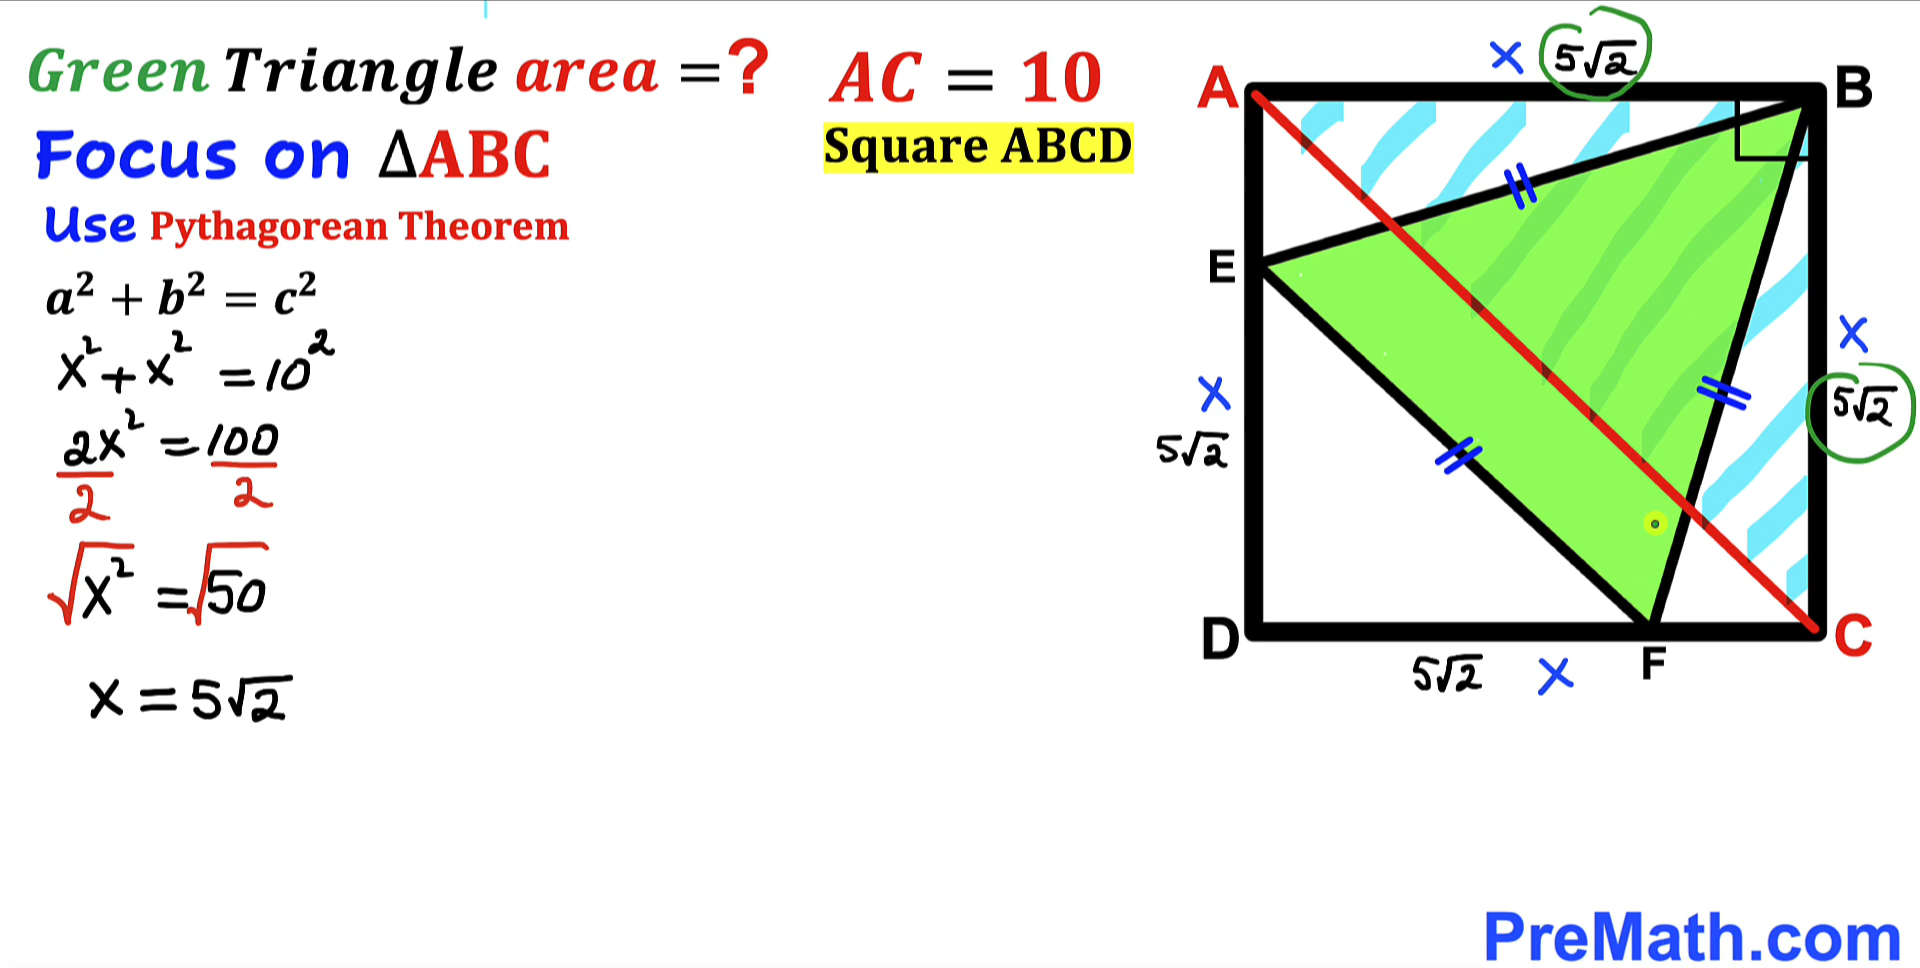 Green Triangle area =?
AC = 10
Focus on ΔABC
Square ABCD
Use Pythagorean Theorem
a² + b² = c²
x² + x² = 10²
2x² = 100
2 2
√x² = √50
x = 5√2
x 5√2
A
B
E
x
5√2
x
5√2
D
C
5√2 x
F
PreMath.com